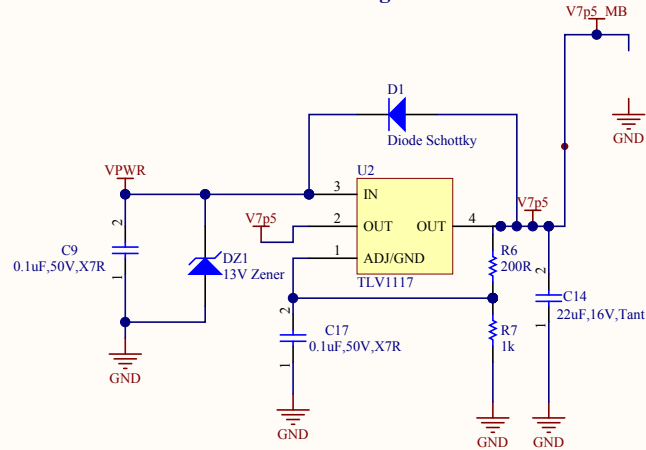 V7p5_MB
GND
D1
Diode Schottky
VPWR
U2
3
IN
V7p5
2
OUT
OUT
4
V7p5
1
ADJ/GND
TLV1117
2
C9
0.1uF,50V,X7R
1
DZ1
13V Zener
R6
200R
2
C14
22uF,16V,Tant
1
2
C17
0.1uF,50V,X7R
1
R7
1k
GND
GND
GND
GND